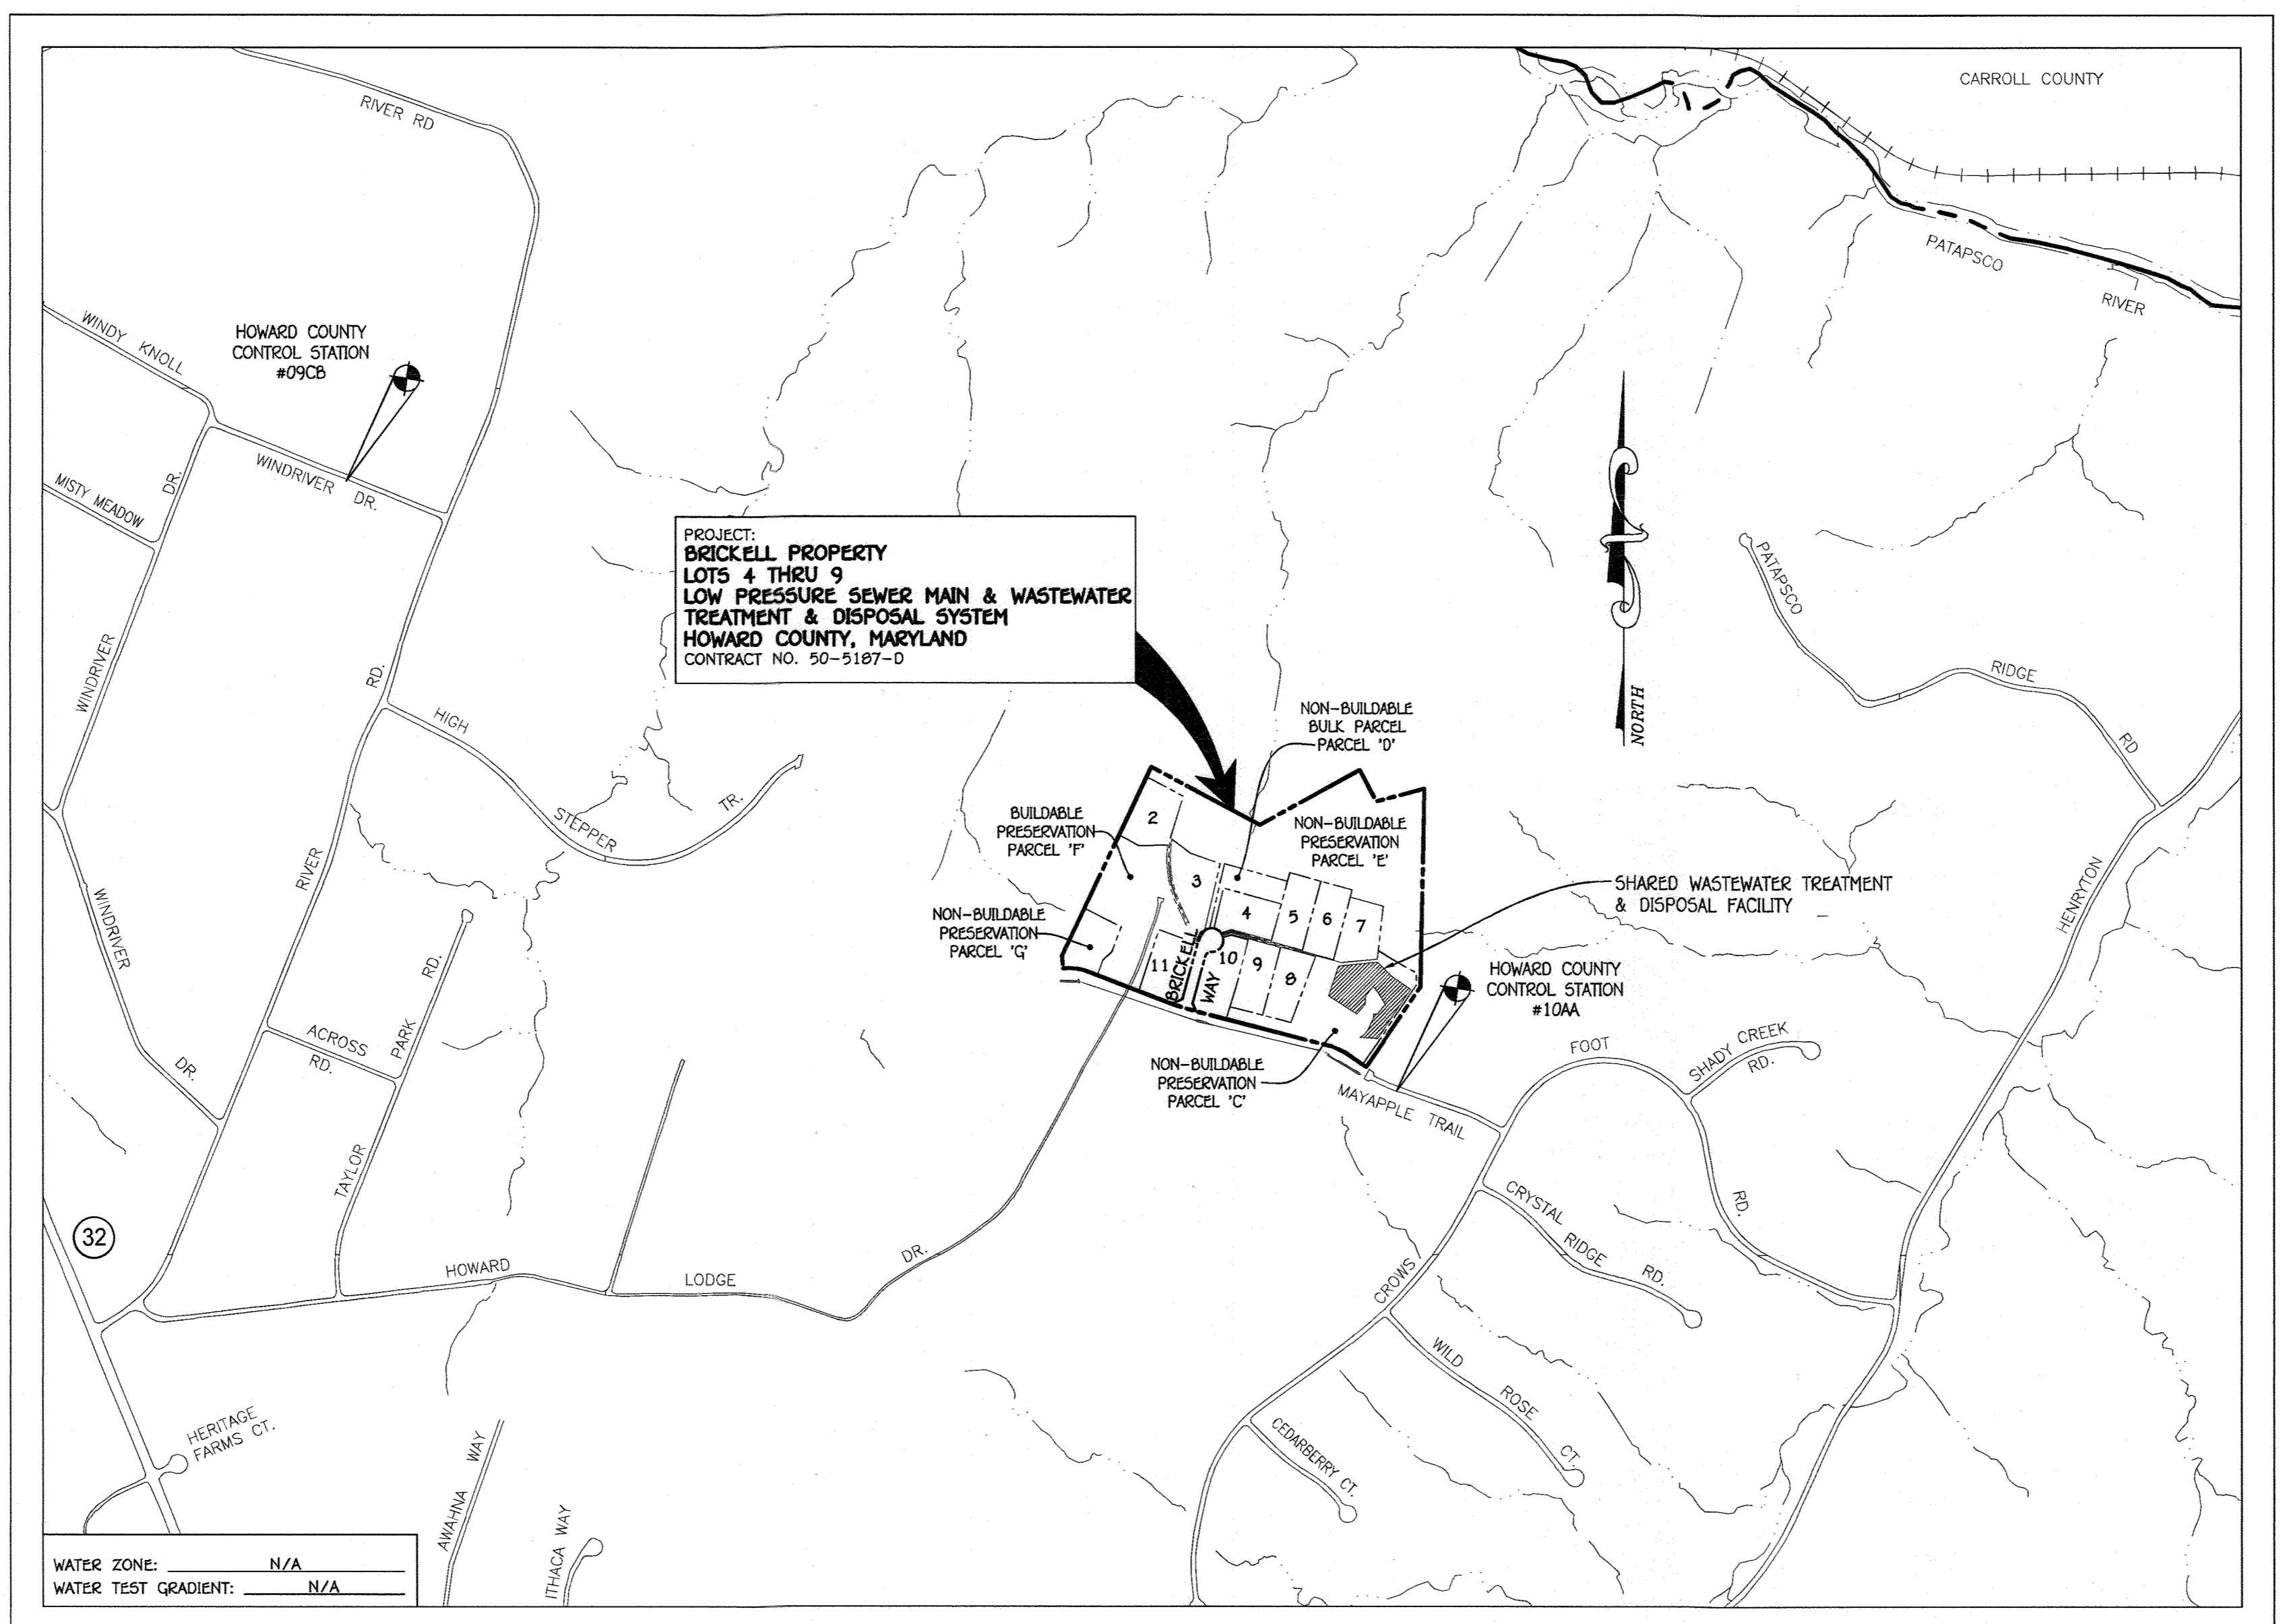 CARROLL COUNTY
RIVER RD
PATAPSCO
RIVER
WINDY KNOLL
HOWARD COUNTY
CONTROL STATION
#09CB
DR.
WINDRIVER DR.
MISTY MEADOW
PROJECT:
BRICKELL PROPERTY
LOTS 4 THRU 9
LOW PRESSURE SEWER MAIN & WASTEWATER
TREATMENT & DISPOSAL SYSTEM
HOWARD COUNTY, MARYLAND
CONTRACT NO. 50-5187-D
NORTH
PATAPSCO
RIDGE
RD
WINDRIVER
RD.
HIGH
STEPPER
TR.
RIVER
NON-BUILDABLE
BULK PARCEL
PARCEL 'D'
BUILDABLE
PRESERVATION
PARCEL 'F'
NON-BUILDABLE
PRESERVATION
PARCEL 'E'
NON-BUILDABLE
PRESERVATION
PARCEL 'G'
2
3
4
5
6
7
8
9
10
11
BRICKELL
WAY
SHARED WASTEWATER TREATMENT
& DISPOSAL FACILITY
HENRYTON
HOWARD COUNTY
CONTROL STATION
#10AA
NON-BUILDABLE
PRESERVATION
PARCEL 'C'
MAYAPPLE TRAIL
FOOT
SHADY CREEK
RD.
RD.
WINDRIVER
DR.
ACROSS
RD.
PARK
RD.
TAYLOR
32
HOWARD
LODGE
DR.
CRYSTAL
RIDGE
RD.
CROWS
WILD
ROSE
CT.
CEDARBERRY CT.
HERITAGE
FARMS CT.
AWAHNA WAY
ITHACA WAY
WATER ZONE: N/A
WATER TEST GRADIENT: N/A